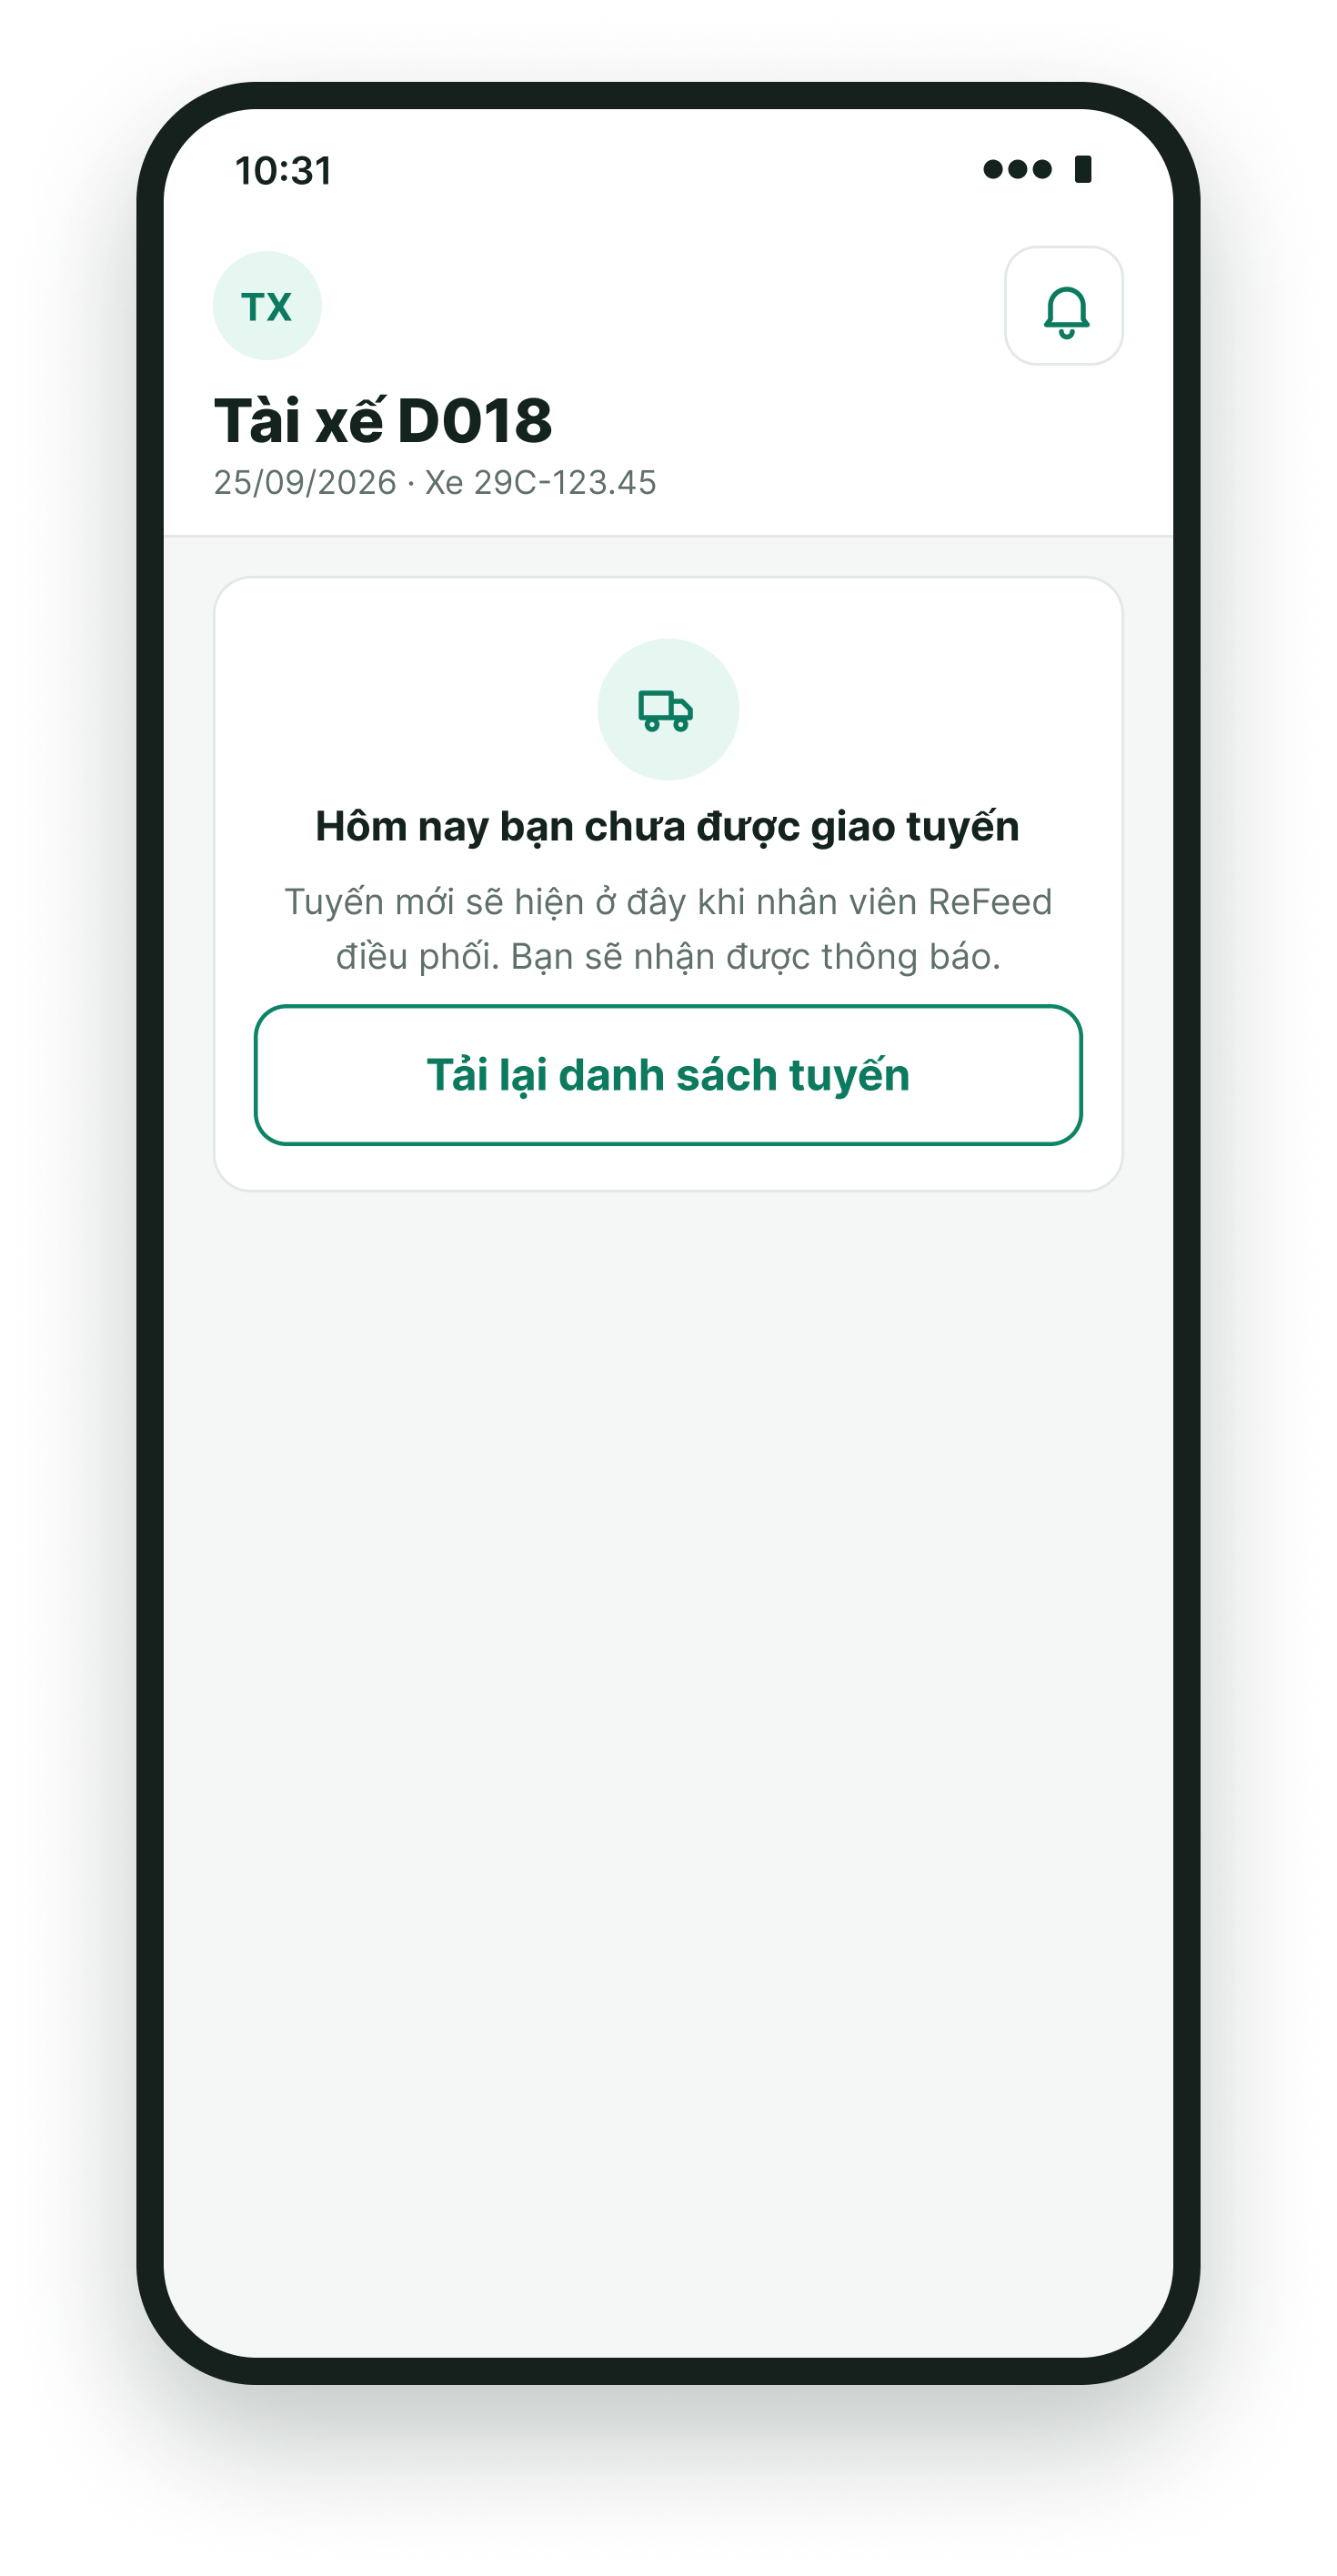 10:31
TX
Tài xế D018
25/09/2026 · Xe 29C-123.45
Hôm nay bạn chưa được giao tuyến
Tuyến mới sẽ hiện ở đây khi nhân viên ReFeed
điều phối. Bạn sẽ nhận được thông báo.
Tải lại danh sách tuyến